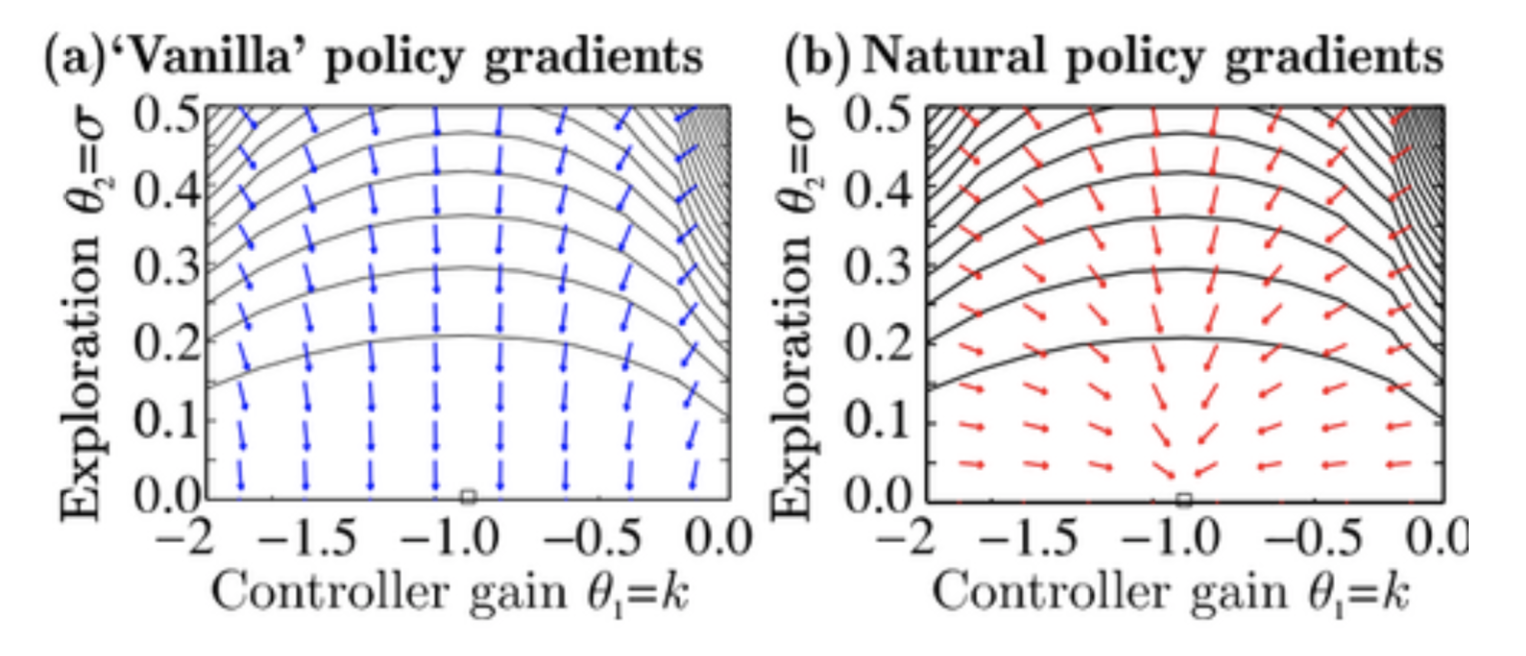 (a) 'Vanilla' policy gradients
Exploration θ₂=σ
0.5
0.4
0.3
0.2
0.1
0.0
−2 −1.5 −1.0 −0.5 0.0
Controller gain θ₁=k
(b) Natural policy gradients
Exploration θ₂=σ
0.5
0.4
0.3
0.2
0.1
0.0
−2 −1.5 −1.0 −0.5 0.0
Controller gain θ₁=k